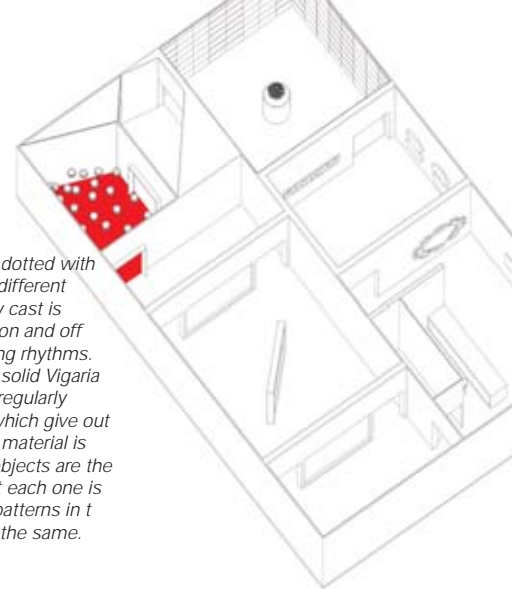 dotted with
different
cast is
on and off
ng rhythms.
solid Vigaria
regularly
which give out
material is
objects are the
each one is
patterns in t
the same.